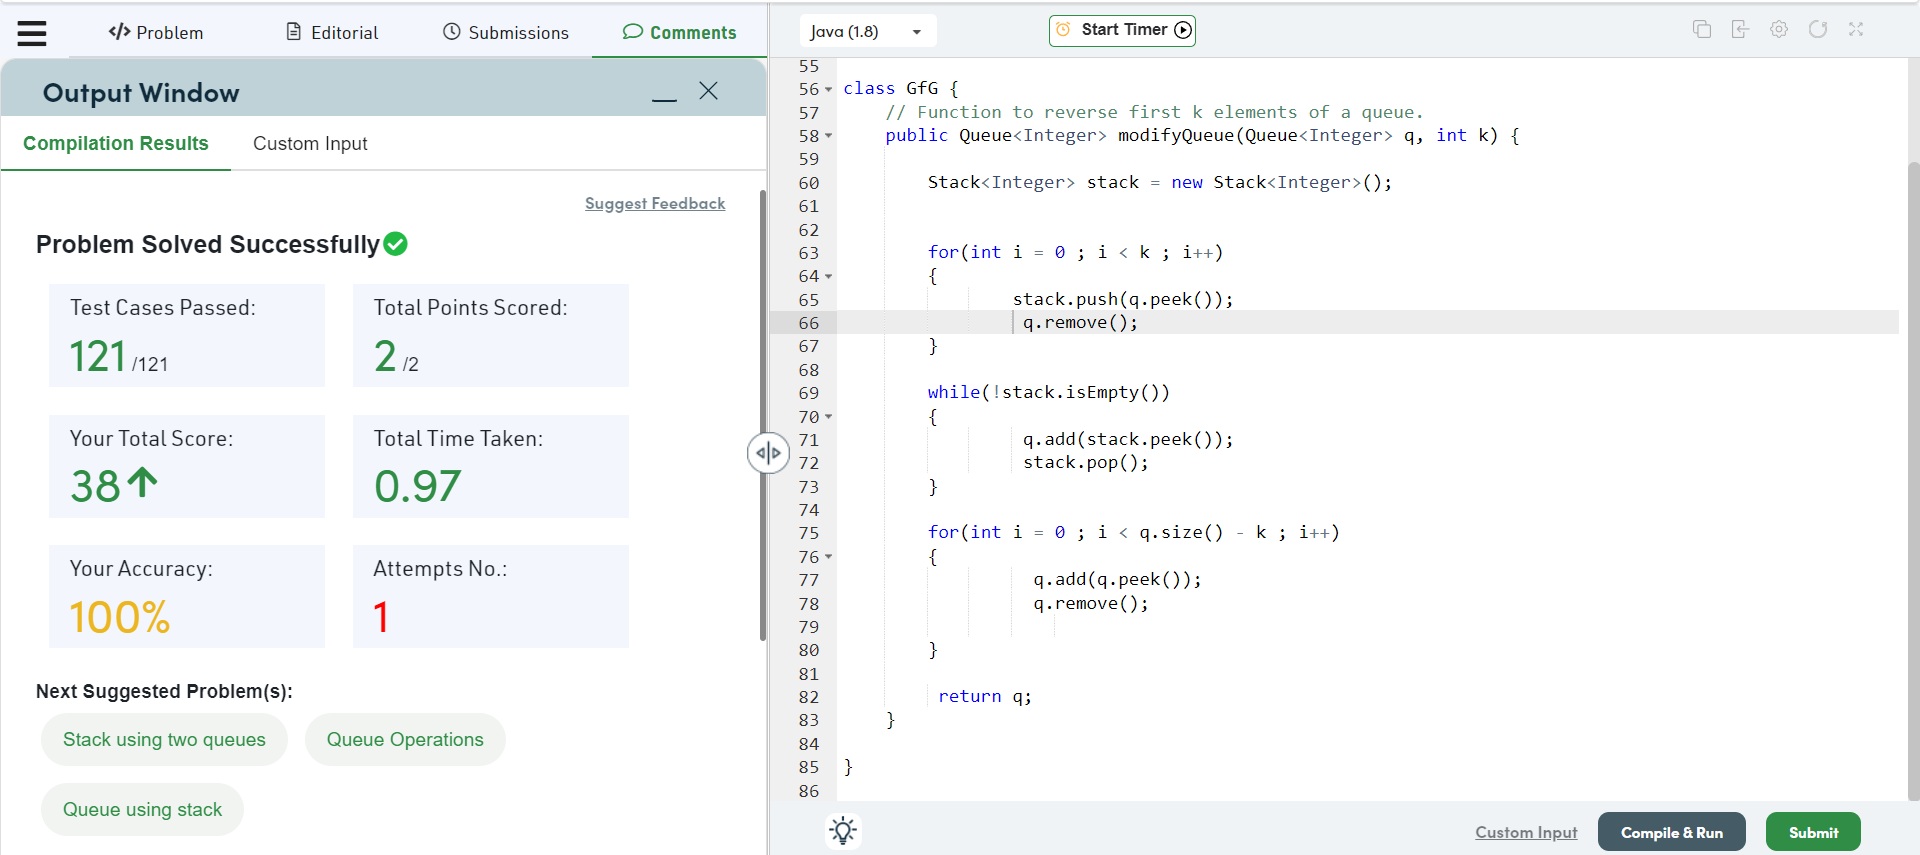 Problem
Editorial
Submissions
Comments
Java (1.8)
Start Timer
Output Window
Compilation Results
Custom Input
Suggest Feedback
Problem Solved Successfully
Test Cases Passed:
121 /121
Total Points Scored:
2 /2
Your Total Score:
38
Total Time Taken:
0.97
Your Accuracy:
100%
Attempts No.:
1
Next Suggested Problem(s):
Stack using two queues
Queue Operations
Queue using stack
55
56 class GfG {
57 // Function to reverse first k elements of a queue.
58 public Queue<Integer> modifyQueue(Queue<Integer> q, int k) {
59
60 Stack<Integer> stack = new Stack<Integer>();
61
62
63 for(int i = 0 ; i < k ; i++)
64 {
65 stack.push(q.peek());
66 q.remove();
67 }
68
69 while(!stack.isEmpty())
70 {
71 q.add(stack.peek());
72 stack.pop();
73 }
74
75 for(int i = 0 ; i < q.size() - k ; i++)
76 {
77 q.add(q.peek());
78 q.remove();
79
80 }
81
82 return q;
83 }
84
85 }
86
Custom Input
Compile & Run
Submit